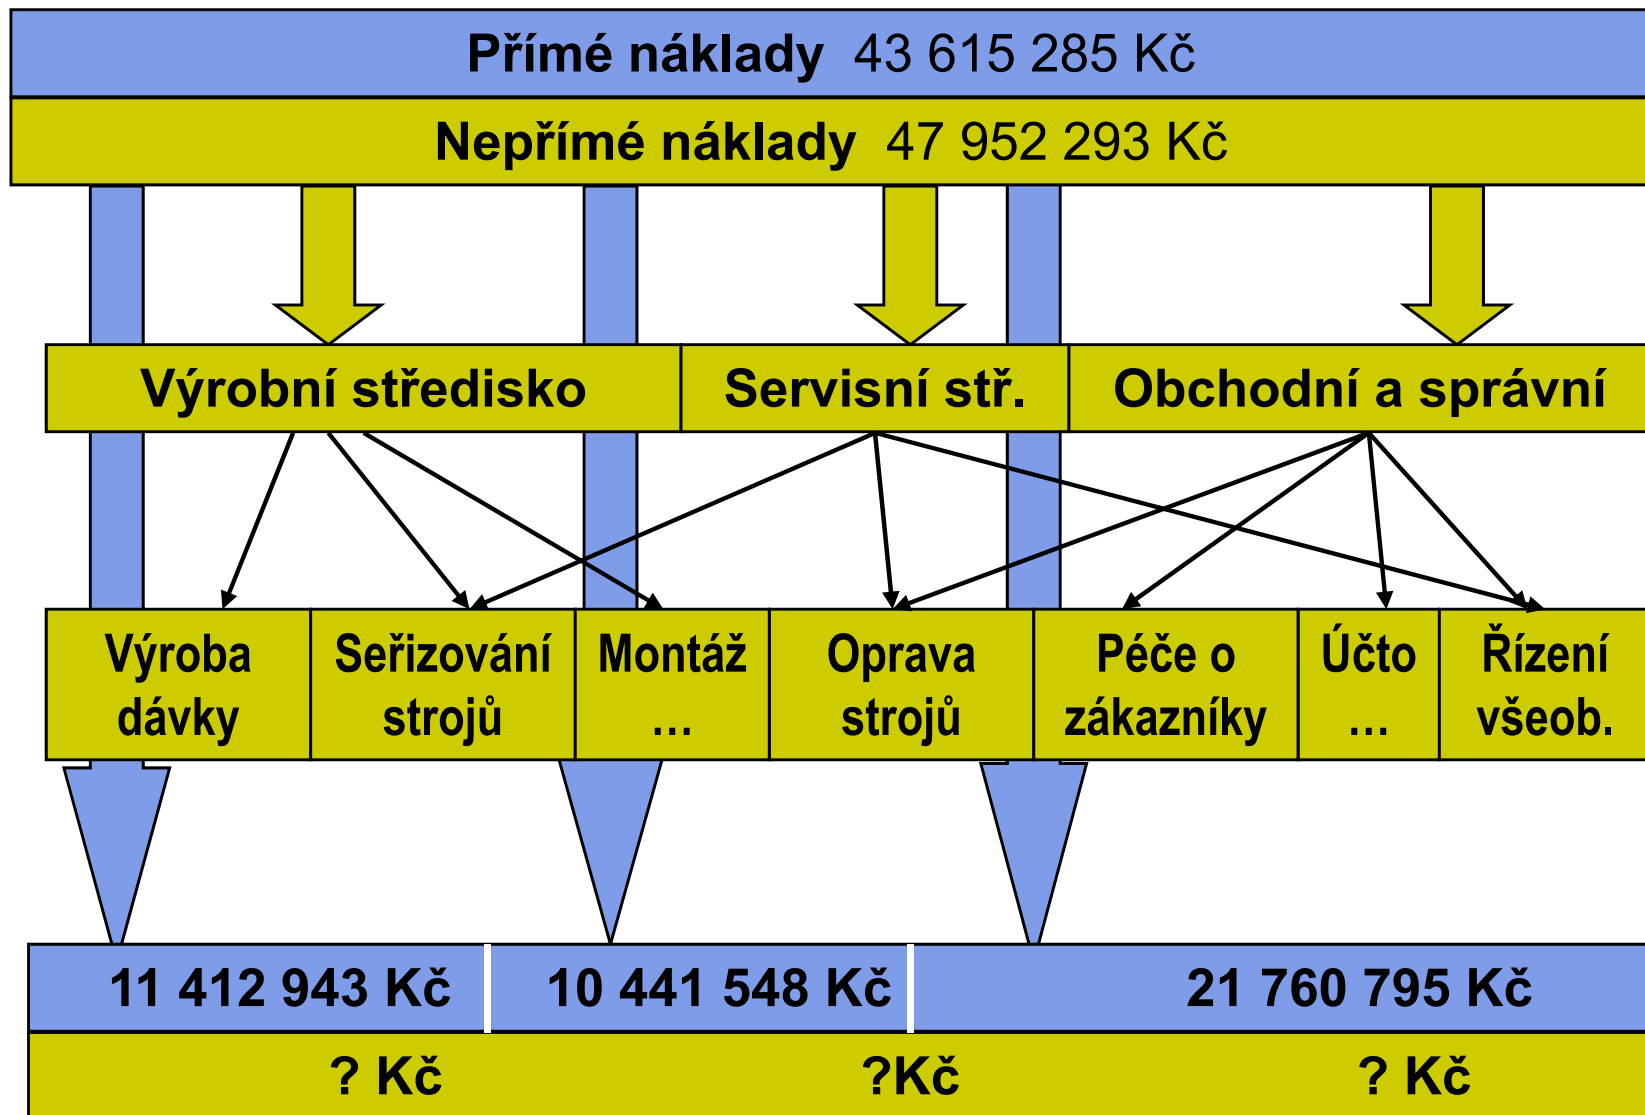 Přímé náklady 43 615 285 Kč
Nepřímé náklady 47 952 293 Kč
Výrobní středisko Servisní stř. Obchodní a správní
Výroba Seřizování Montáž Oprava Péče o Účto Řízení
dávky strojů … strojů zákazníky … všeob.
11 412 943 Kč 10 441 548 Kč 21 760 795 Kč
? Kč ?Kč ? Kč